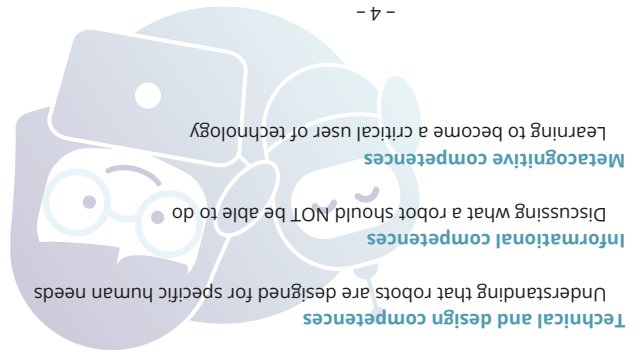 Technical and design competences
Understanding that robots are designed for specific human needs
Informational competences
Discussing what a robot should NOT be able to do
Metacognitive competences
Learning to become a critical user of technology
– 4 –